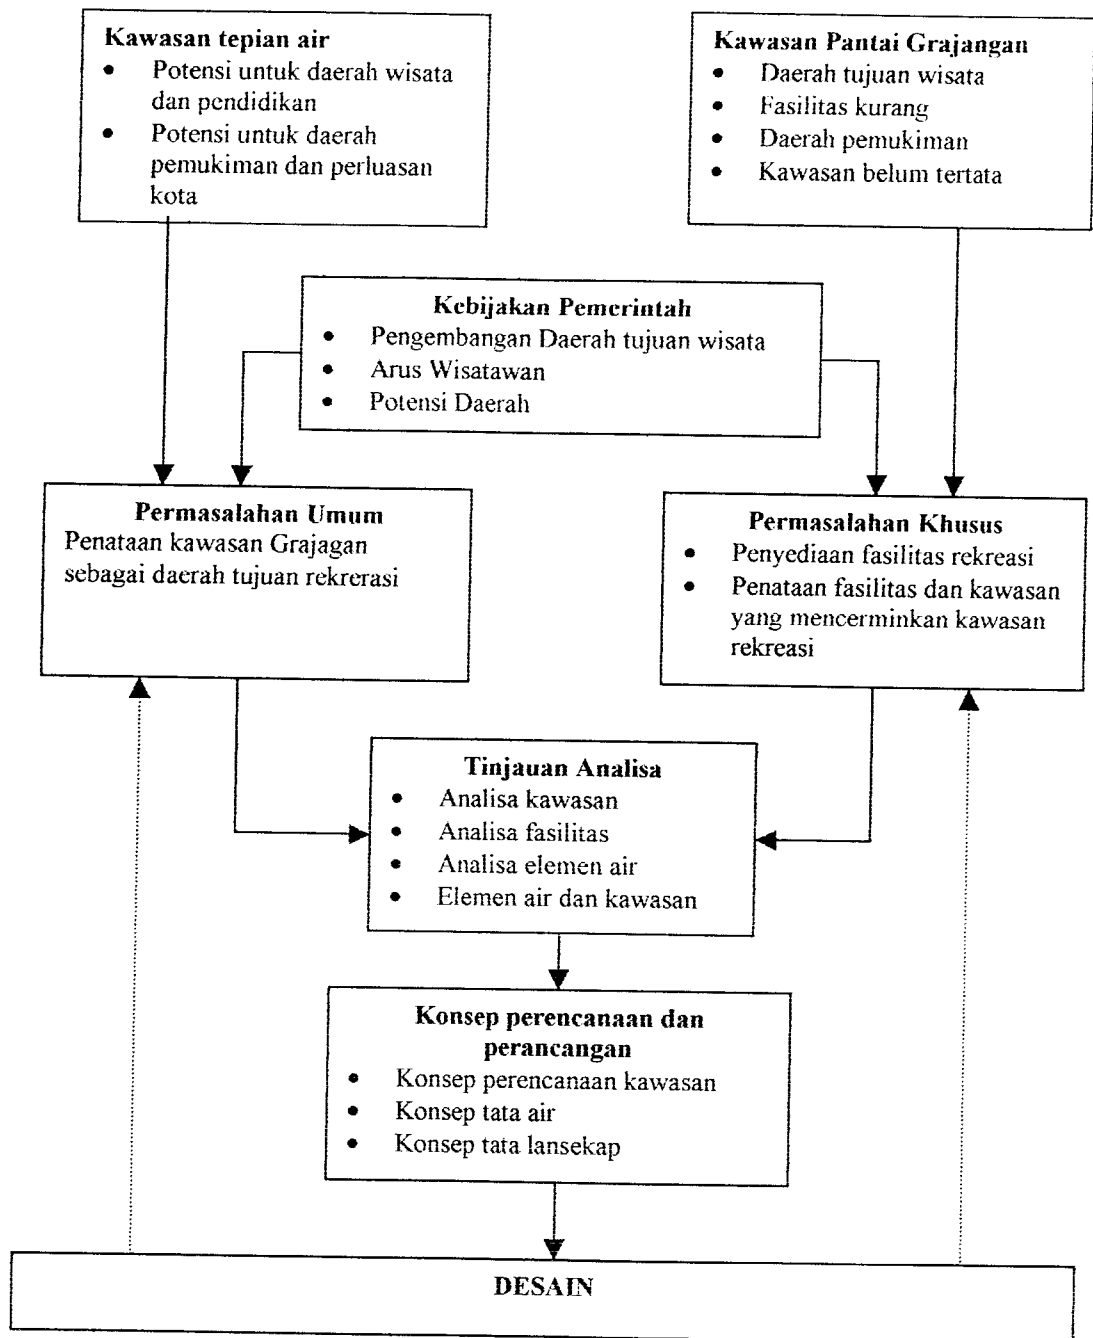 Kawasan tepian air
• Potensi untuk daerah wisata
dan pendidikan
• Potensi untuk daerah
pemukiman dan perluasan
kota
Kawasan Pantai Grajangan
• Daerah tujuan wisata
• Fasilitas kurang
• Daerah pemukiman
• Kawasan belum tertata
Kebijakan Pemerintah
• Pengembangan Daerah tujuan wisata
• Arus Wisatawan
• Potensi Daerah
Permasalahan Umum
Penataan kawasan Grajagan
sebagai daerah tujuan rekrerasi
Permasalahan Khusus
• Penyediaan fasilitas rekreasi
• Penataan fasilitas dan kawasan
yang mencerminkan kawasan
rekreasi
Tinjauan Analisa
• Analisa kawasan
• Analisa fasilitas
• Analisa elemen air
• Elemen air dan kawasan
Konsep perencanaan dan
perancangan
• Konsep perencanaan kawasan
• Konsep tata air
• Konsep tata lansekap
DESAIN